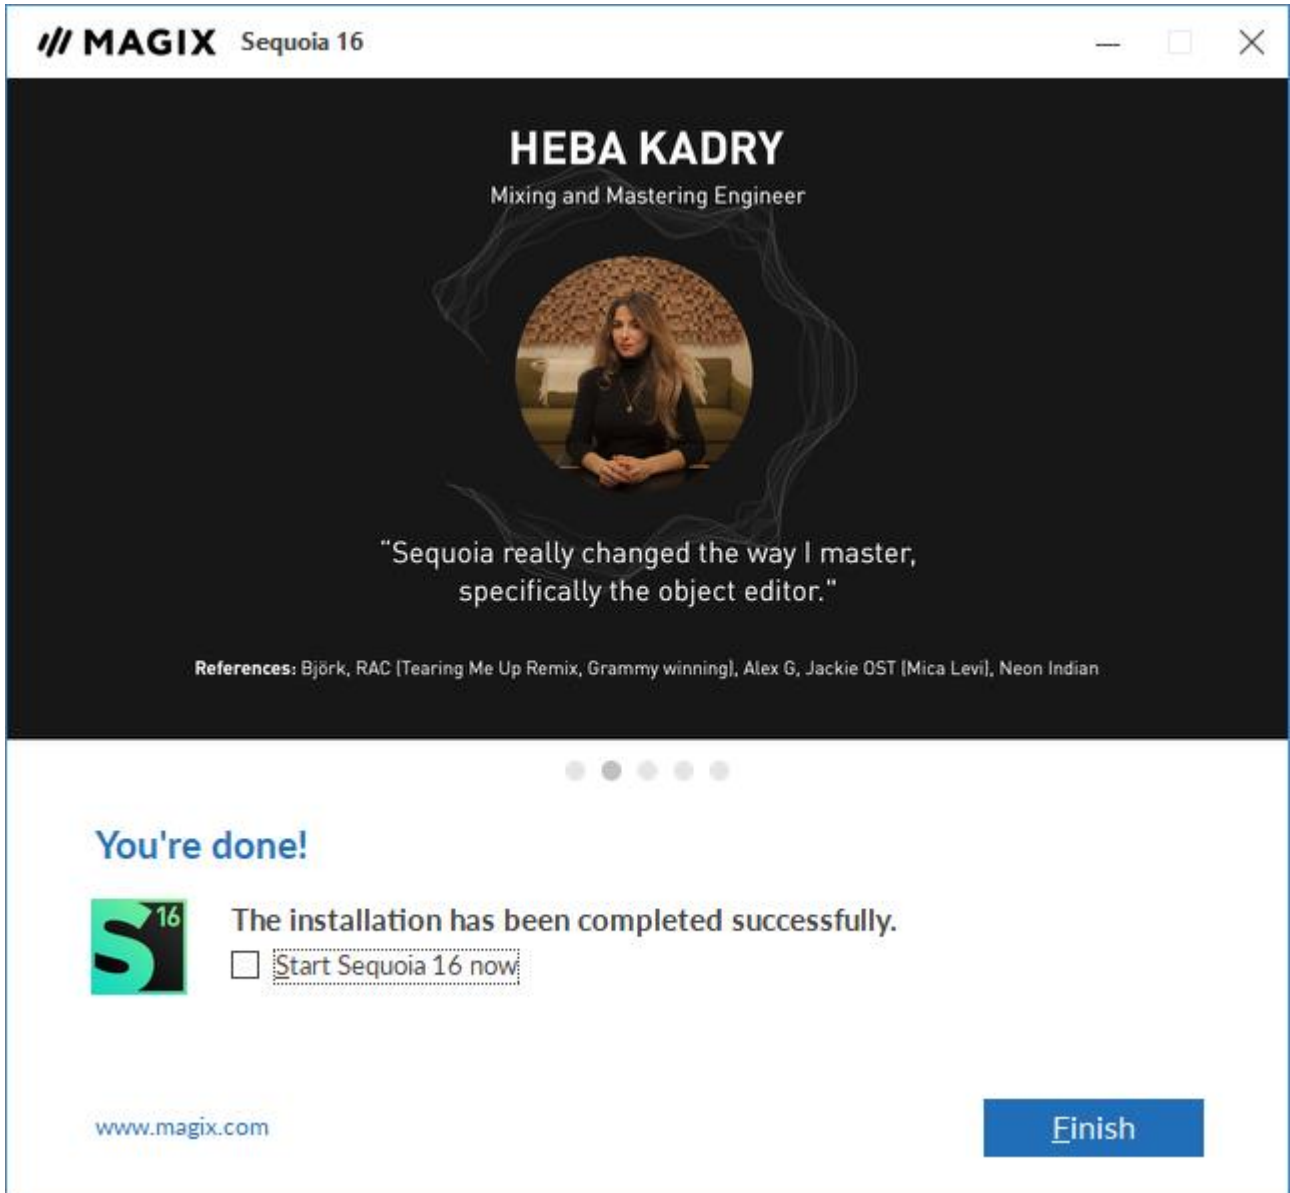 MAGIX Sequoia 16
HEBA KADRY
Mixing and Mastering Engineer
“Sequoia really changed the way I master,
specifically the object editor.”
References: Björk, RAC (Tearing Me Up Remix, Grammy winning), Alex G, Jackie OST (Mica Levi), Neon Indian
You're done!
S 16
The installation has been completed successfully.
Start Sequoia 16 now
www.magix.com
Finish